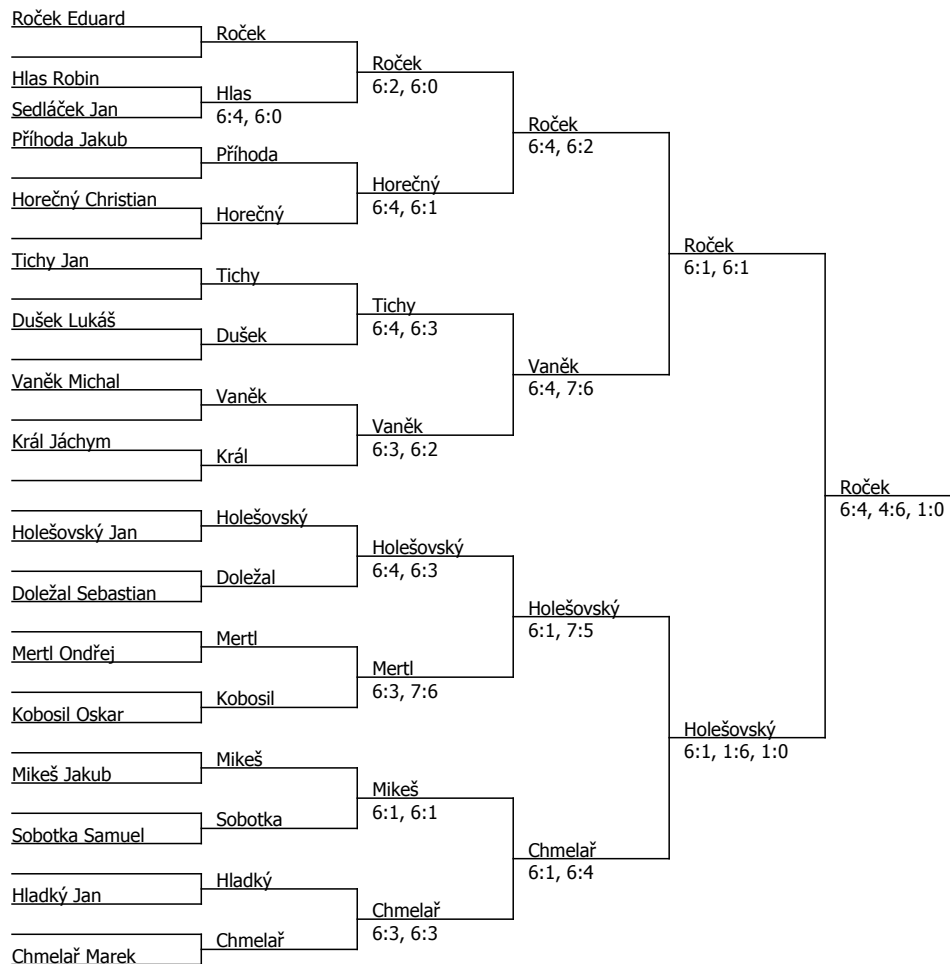 Roček Eduard
Roček
Roček
6:2, 6:0
Hlas Robin
Hlas
6:4, 6:0
Sedláček Jan
Roček
6:4, 6:2
Příhoda Jakub
Příhoda
Horečný
6:4, 6:1
Horečný Christian
Horečný
Roček
6:1, 6:1
Tichy Jan
Tichy
Tichy
6:4, 6:3
Dušek Lukáš
Dušek
Vaněk
6:4, 7:6
Vaněk Michal
Vaněk
Vaněk
6:3, 6:2
Král Jáchym
Král
Roček
6:4, 4:6, 1:0
Holešovský Jan
Holešovský
Holešovský
6:4, 6:3
Doležal Sebastian
Doležal
Holešovský
6:1, 7:5
Mertl Ondřej
Mertl
Mertl
6:3, 7:6
Kobosil Oskar
Kobosil
Holešovský
6:1, 1:6, 1:0
Mikeš Jakub
Mikeš
Mikeš
6:1, 6:1
Sobotka Samuel
Sobotka
Chmelař
6:1, 6:4
Hladký Jan
Hladký
Chmelař
6:3, 6:3
Chmelař Marek
Chmelař